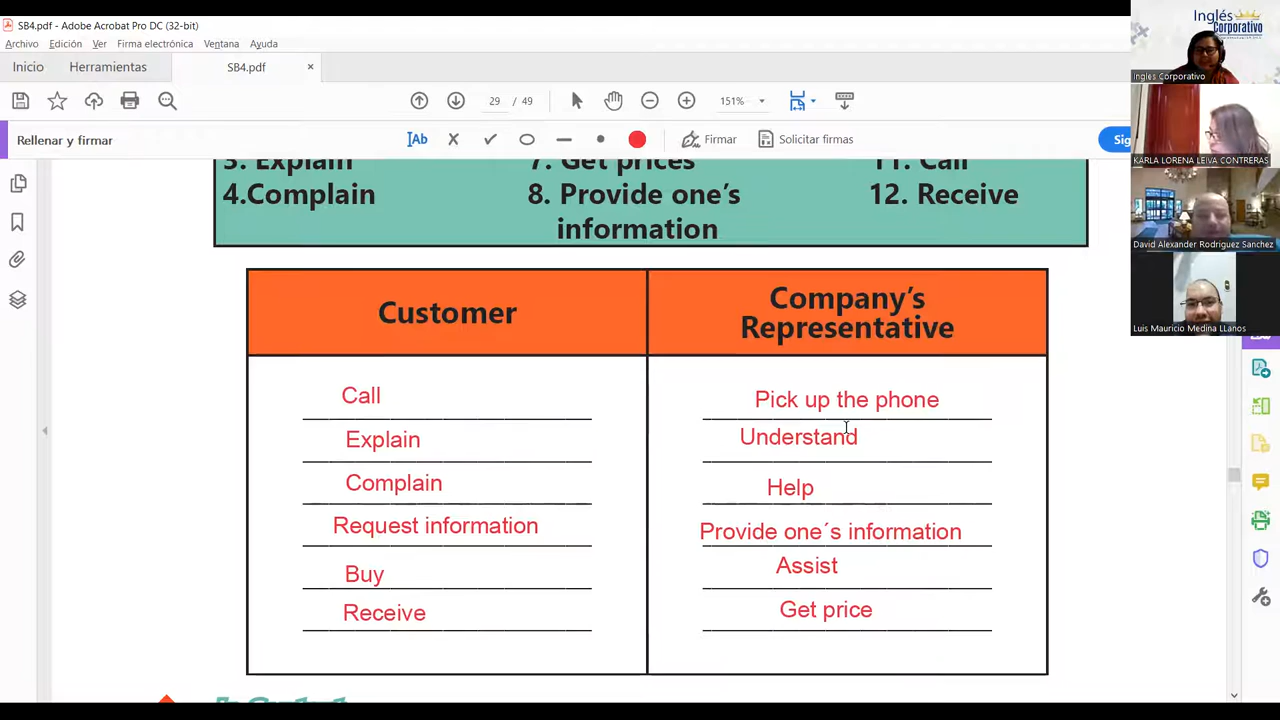 SB4.pdf - Adobe Acrobat Pro DC (32-bit)
Archivo Edición Ver Firma electrónica Ventana Ayuda
Inicio Herramientas SB4.pdf ×
29 / 49 151%
Rellenar y firmar IAb Firmar Solicitar firmas Sig
3. Explain 7. Get prices 11. Call
4.Complain 8. Provide one's 12. Receive
information
Customer Company's
Representative
Call Pick up the phone
Explain Understand
Complain Help
Request information Provide one´s information
Buy Assist
Receive Get price
Inglés
Corporativo
Ingles Corporativo
KARLA LORENA LEIVA CONTRERAS
David Alexander Rodriguez Sanchez
Luis Mauricio Medina LLanos